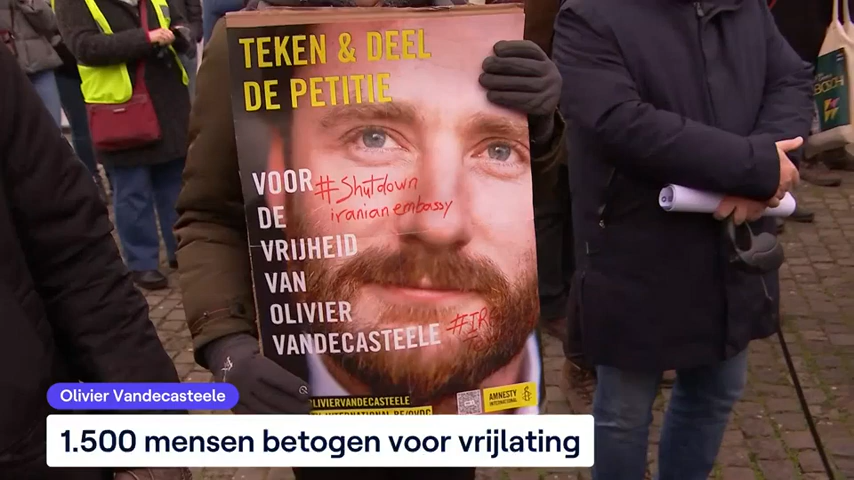 TEKEN & DEEL
DE PETITIE
VOOR
#Shutdown
iranian embassy
DE
VRIJHEID
VAN
OLIVIER
VANDECASTEELE
OLIVIERVANDECASTEELE
AMNESTY
INTERNATIONAL
Olivier Vandecasteele
1.500 mensen betogen voor vrijlating